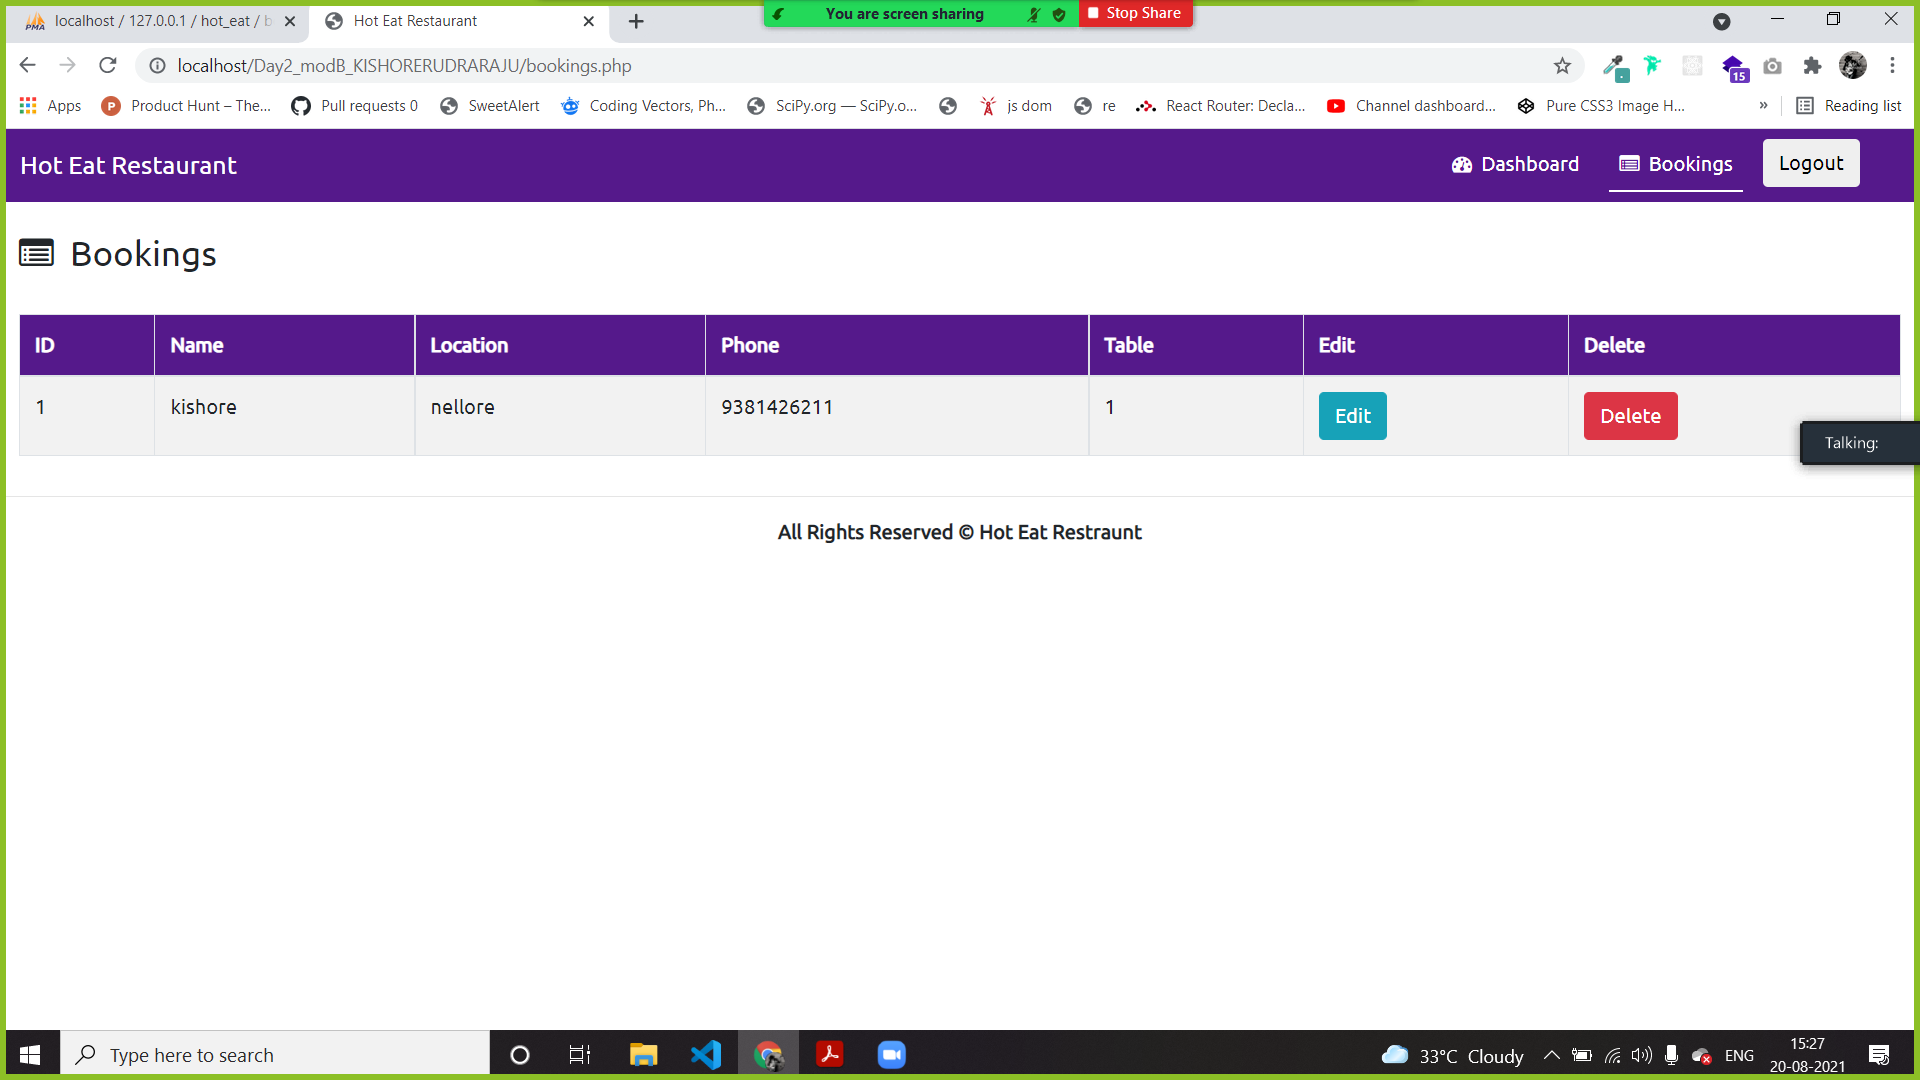 localhost / 127.0.0.1 / hot_eat / b
Hot Eat Restaurant
You are screen sharing
Stop Share
localhost/Day2_modB_KISHORERUDRARAJU/bookings.php
15
Apps
Product Hunt – The...
Pull requests 0
SweetAlert
Coding Vectors, Ph...
SciPy.org — SciPy.o...
js dom
re
React Router: Decla...
Channel dashboard...
Pure CSS3 Image H...
»
Reading list
Hot Eat Restaurant
Dashboard
Bookings
Logout
Bookings
ID Name Location Phone Table Edit Delete
1 kishore nellore 9381426211 1 Edit Delete
Talking:
All Rights Reserved © Hot Eat Restraunt
Type here to search
33°C Cloudy
ENG
15:27
20-08-2021